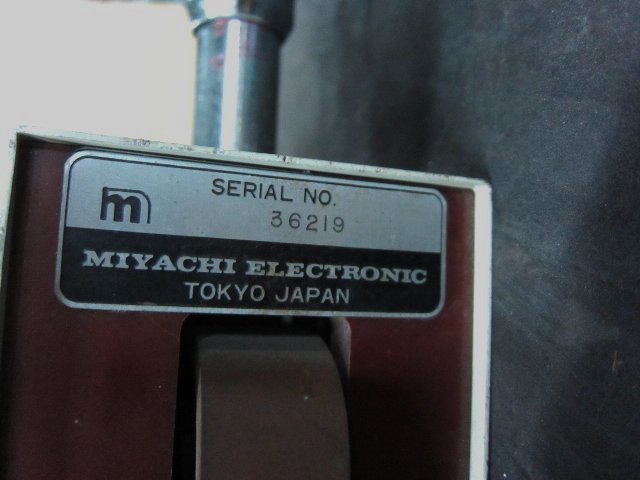 m
SERIAL NO.
36219
MIYACHI ELECTRONIC
TOKYO JAPAN